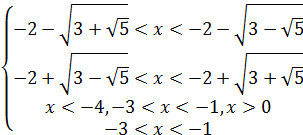 −2 − √(3 + √5) < x < −2 − √(3 − √5)
−2 + √(3 − √5) < x < −2 + √(3 + √5)
x < −4, −3 < x < −1, x > 0
−3 < x < −1